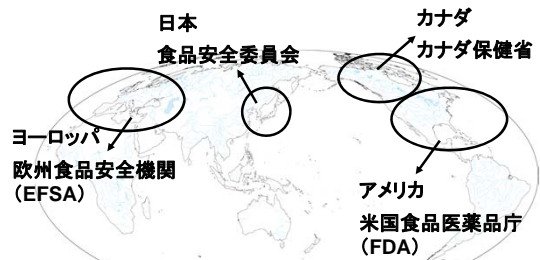 日本
食品安全委員会
カナダ
カナダ保健省
ヨーロッパ
欧州食品安全機関
（EFSA）
アメリカ
米国食品医薬品庁
（FDA）